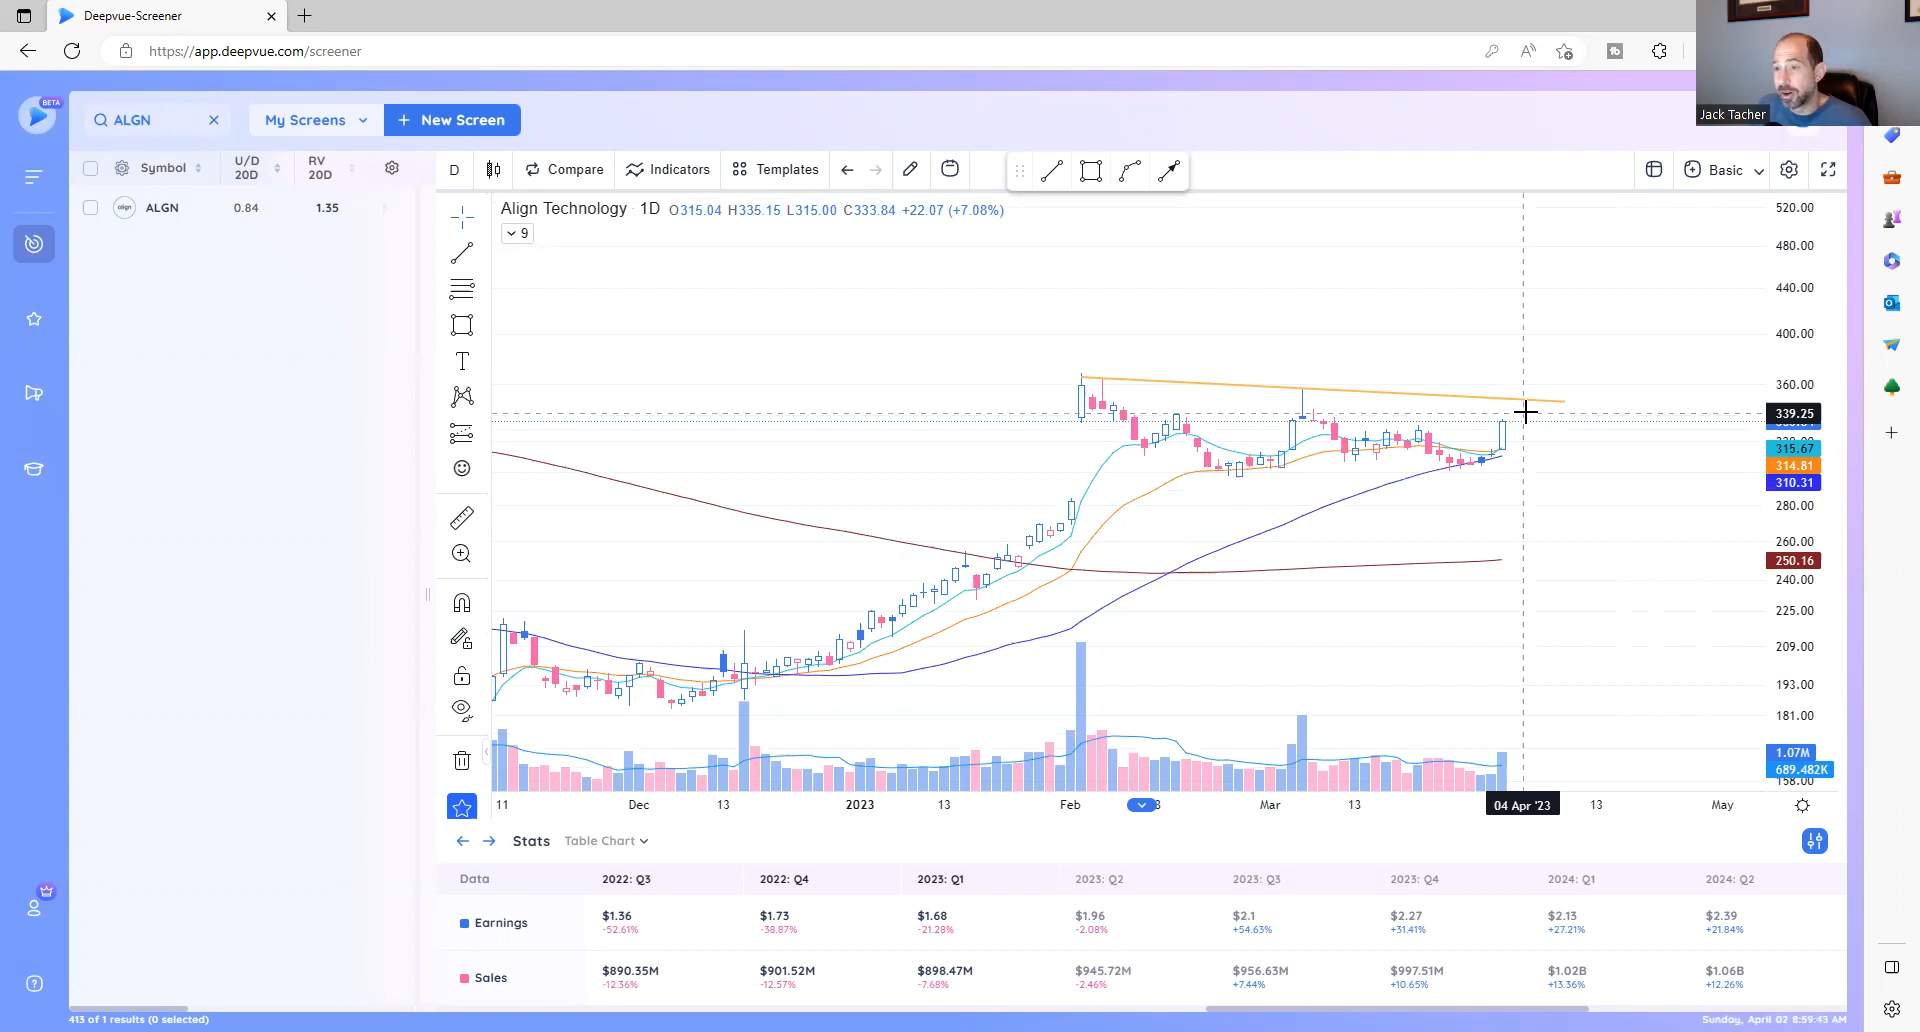 Deepvue-Screener
https://app.deepvue.com/screener
Jack Tacher
BETA
ALGN
My Screens
+ New Screen
Symbol
U/D 20D
RV 20D
D
Compare
Indicators
Templates
Basic
ALGN 0.84 1.35
Align Technology · 1D O315.04 H335.15 L315.00 C333.84 +22.07 (+7.08%)
9
520.00
480.00
440.00
400.00
360.00
339.25
315.67
314.81
310.31
280.00
260.00
250.16
240.00
225.00
209.00
193.00
181.00
1.07M
689.482K
158.00
11 Dec 13 2023 13 Feb Mar 13 04 Apr '23 13 May
Stats Table Chart
Data 2022: Q3 2022: Q4 2023: Q1 2023: Q2 2023: Q3 2023: Q4 2024: Q1 2024: Q2
Earnings $1.36 $1.73 $1.68 $1.96 $2.1 $2.27 $2.13 $2.39
-52.61% -38.87% -21.28% -2.08% +54.63% +31.41% +27.21% +21.84%
Sales $890.35M $901.52M $898.47M $945.72M $956.63M $997.51M $1.02B $1.06B
-12.36% -12.57% -7.68% -2.46% +7.44% +10.65% +13.36% +12.26%
413 of 1 results (0 selected)
Sunday, April 02 8:59:43 AM